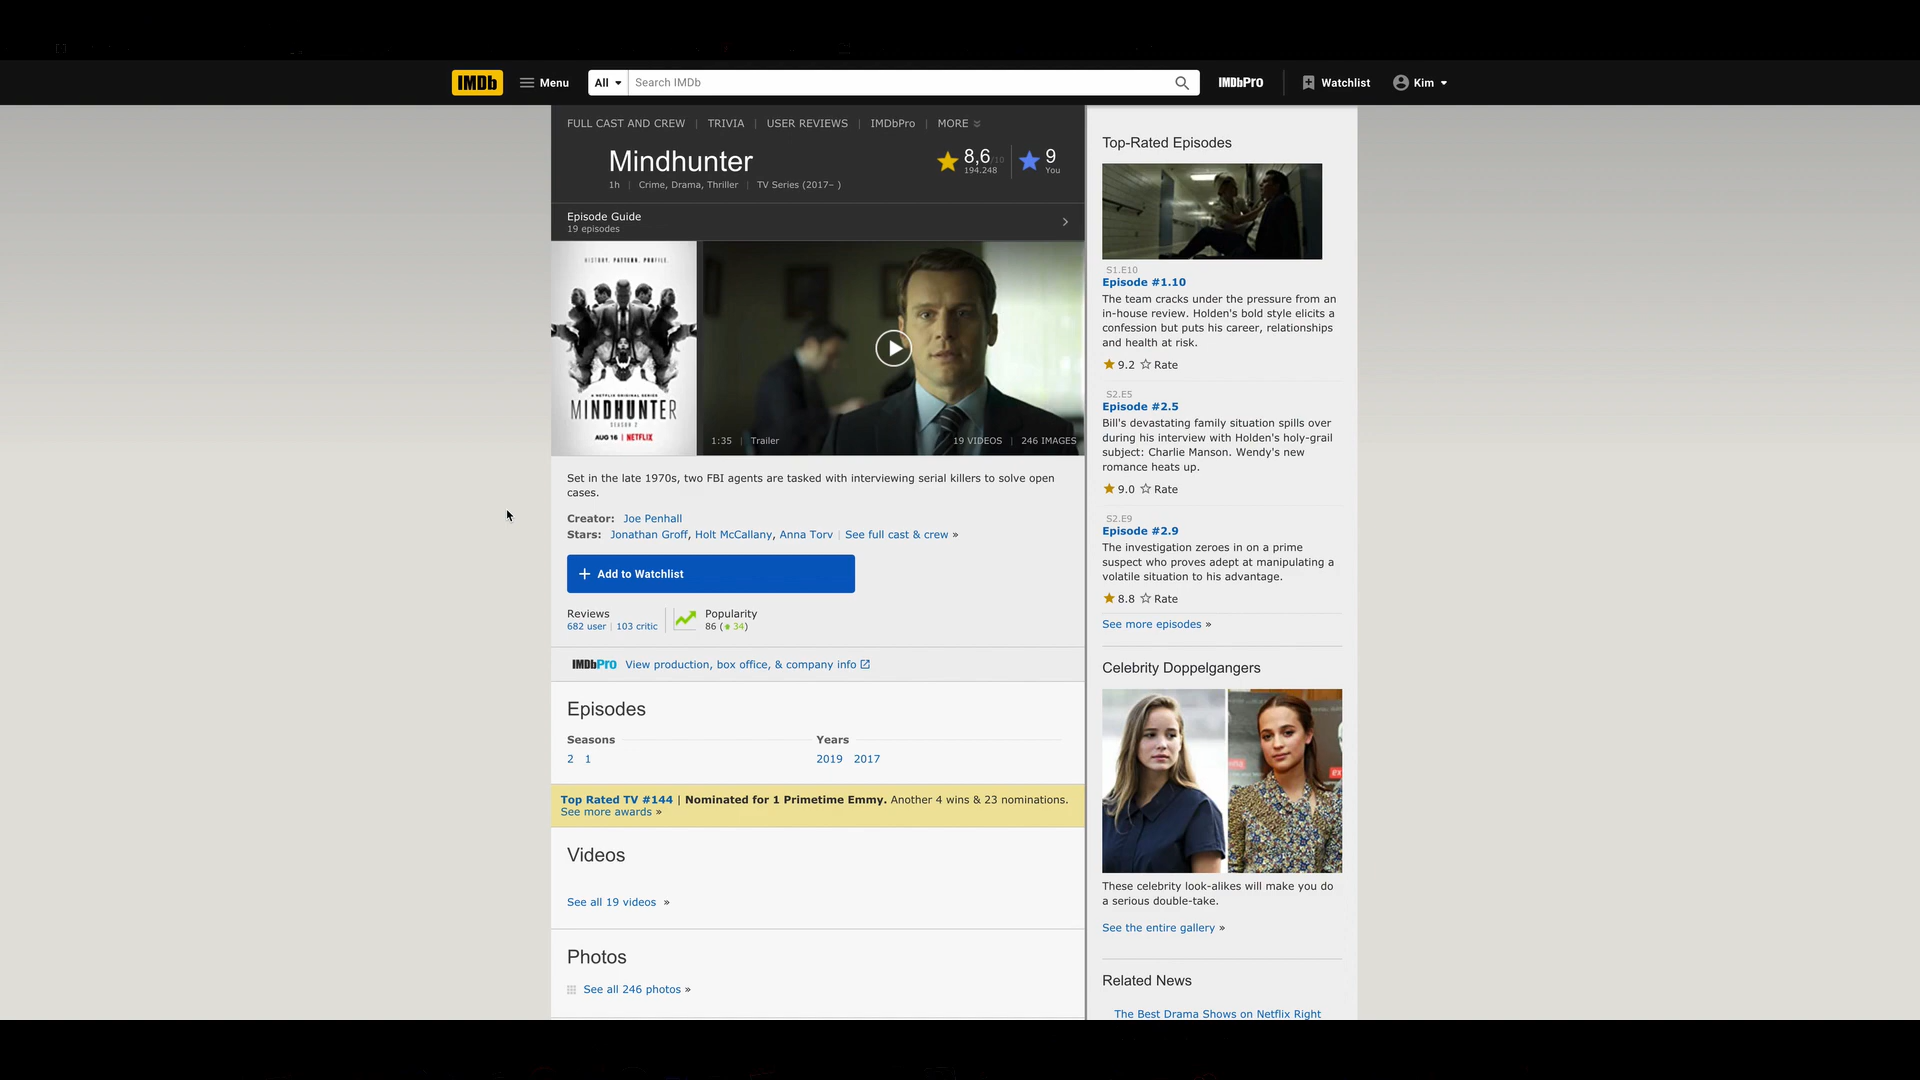 IMDb
Menu
All
Search IMDb
IMDbPro
Watchlist
Kim
FULL CAST AND CREW | TRIVIA | USER REVIEWS | IMDbPro | MORE
Mindhunter
8,6/10
194.248
9
You
1h | Crime, Drama, Thriller | TV Series (2017– )
Episode Guide
19 episodes
HISTORY. PATTERN. PROFILE.
A NETFLIX ORIGINAL SERIES
MINDHUNTER
SEASON 2
AUG 16 | NETFLIX
1:35 | Trailer
19 VIDEOS | 246 IMAGES
Set in the late 1970s, two FBI agents are tasked with interviewing serial killers to solve open
cases.
Creator: Joe Penhall
Stars: Jonathan Groff, Holt McCallany, Anna Torv | See full cast & crew »
+ Add to Watchlist
Reviews
682 user | 103 critic
Popularity
86 (34)
IMDbPro View production, box office, & company info
Episodes
Seasons
2 1
Years
2019 2017
Top Rated TV #144 | Nominated for 1 Primetime Emmy. Another 4 wins & 23 nominations.
See more awards »
Videos
See all 19 videos »
Photos
See all 246 photos »
Top-Rated Episodes
S1.E10
Episode #1.10
The team cracks under the pressure from an
in-house review. Holden's bold style elicits a
confession but puts his career, relationships
and health at risk.
9.2 Rate
S2.E5
Episode #2.5
Bill's devastating family situation spills over
during his interview with Holden's holy-grail
subject: Charlie Manson. Wendy's new
romance heats up.
9.0 Rate
S2.E9
Episode #2.9
The investigation zeroes in on a prime
suspect who proves adept at manipulating a
volatile situation to his advantage.
8.8 Rate
See more episodes »
Celebrity Doppelgangers
These celebrity look-alikes will make you do
a serious double-take.
See the entire gallery »
Related News
The Best Drama Shows on Netflix Right